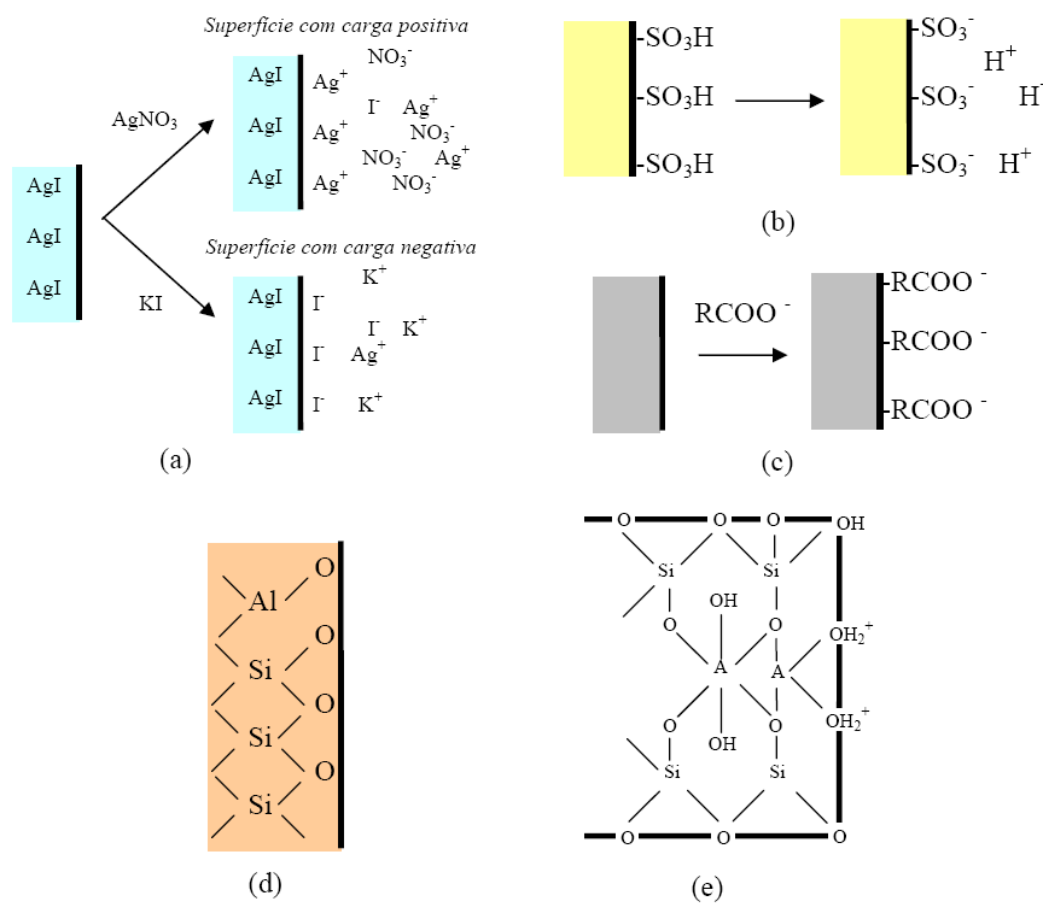 Superfície com carga positiva
AgNO₃
AgI
AgI
AgI
AgI Ag⁺ NO₃⁻
I⁻ Ag⁺
AgI Ag⁺ NO₃⁻
NO₃⁻ Ag⁺
AgI Ag⁺ NO₃⁻
Superfície com carga negativa
KI
AgI I⁻ K⁺
I⁻ K⁺
AgI I⁻ Ag⁺
AgI I⁻ K⁺
(a)
-SO₃H
-SO₃H
-SO₃H
-SO₃⁻
H⁺
-SO₃⁻ H
-SO₃⁻ H⁺
(b)
RCOO⁻
-RCOO⁻
-RCOO⁻
-RCOO⁻
(c)
O
Al
O
Si
O
Si
O
Si
(d)
O O O OH
Si Si
OH
O O
OH₂⁺
A A
OH₂⁺
O O
OH
Si Si
O O O
(e)